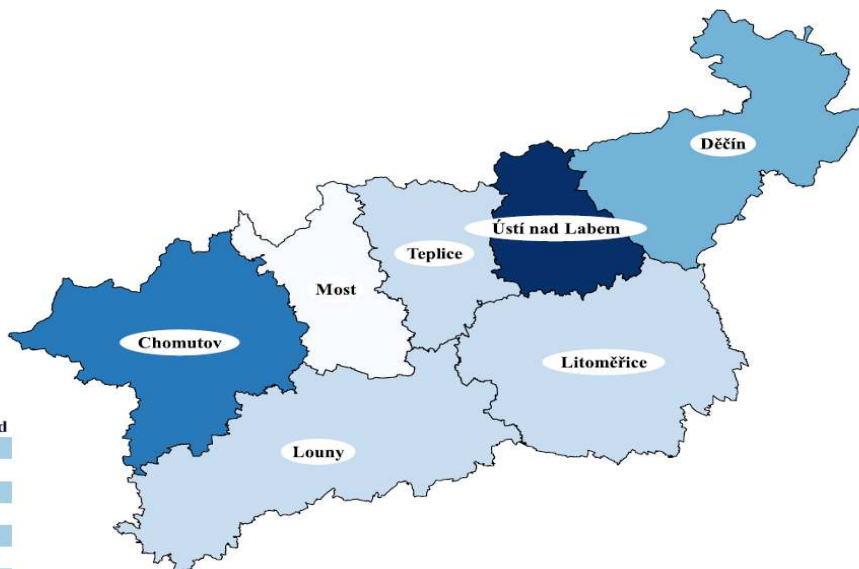 Děčín
Ústí nad Labem
Teplice
Most
Chomutov
Litoměřice
Louny
d